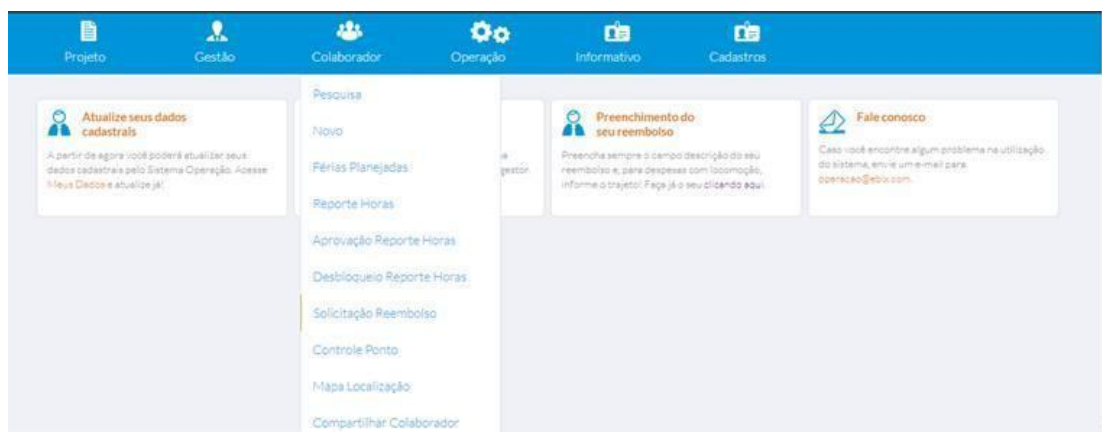 Projeto
Gestão
Colaborador
Operação
Informativo
Cadastros
Pesquisa
Novo
Férias Planejadas
Reporte Horas
Aprovação Reporte Horas
Desbloqueio Reporte Horas
Solicitação Reembolso
Controle Ponto
Mapa Localização
Compartilhar Colaborador
Atualize seus dados
cadastrais
A partir de agora você poderá atualizar seus
dados cadastrais pelo Sistema Operação. Acesse
Meus Dados e atualize já!
gestor.
Preenchimento do
seu reembolso
Preencha sempre o campo descrição do seu
reembolso e, para despesas com locomoção,
informe o trajeto! Faça já o seu clicando aqui.
Fale conosco
Caso você encontre algum problema na utilização
do sistema, envie um e-mail para
operacao@ebix.com.